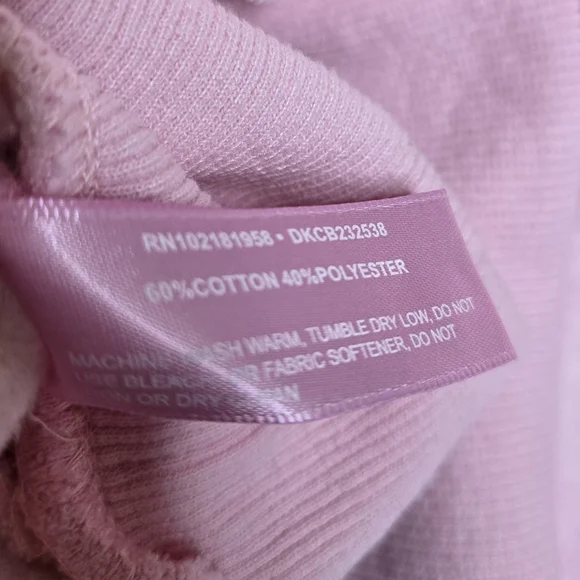 RN102181958 • DKCB232538
60%COTTON 40%POLYESTER
MACHINE WASH WARM, TUMBLE DRY LOW, DO NOT
USE BLEACH OR FABRIC SOFTENER, DO NOT
OR DRY